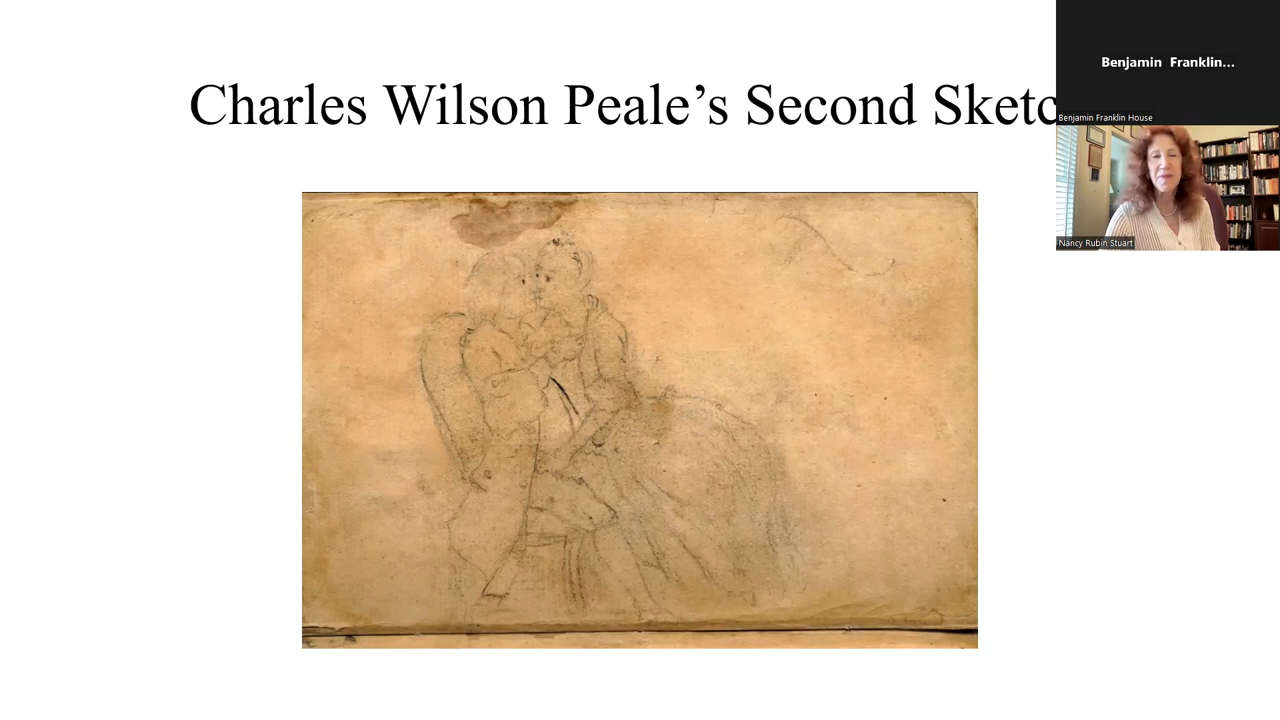 Charles Wilson Peale’s Second Sketc
Benjamin Franklin...
Benjamin Franklin House
Nancy Rubin Stuart